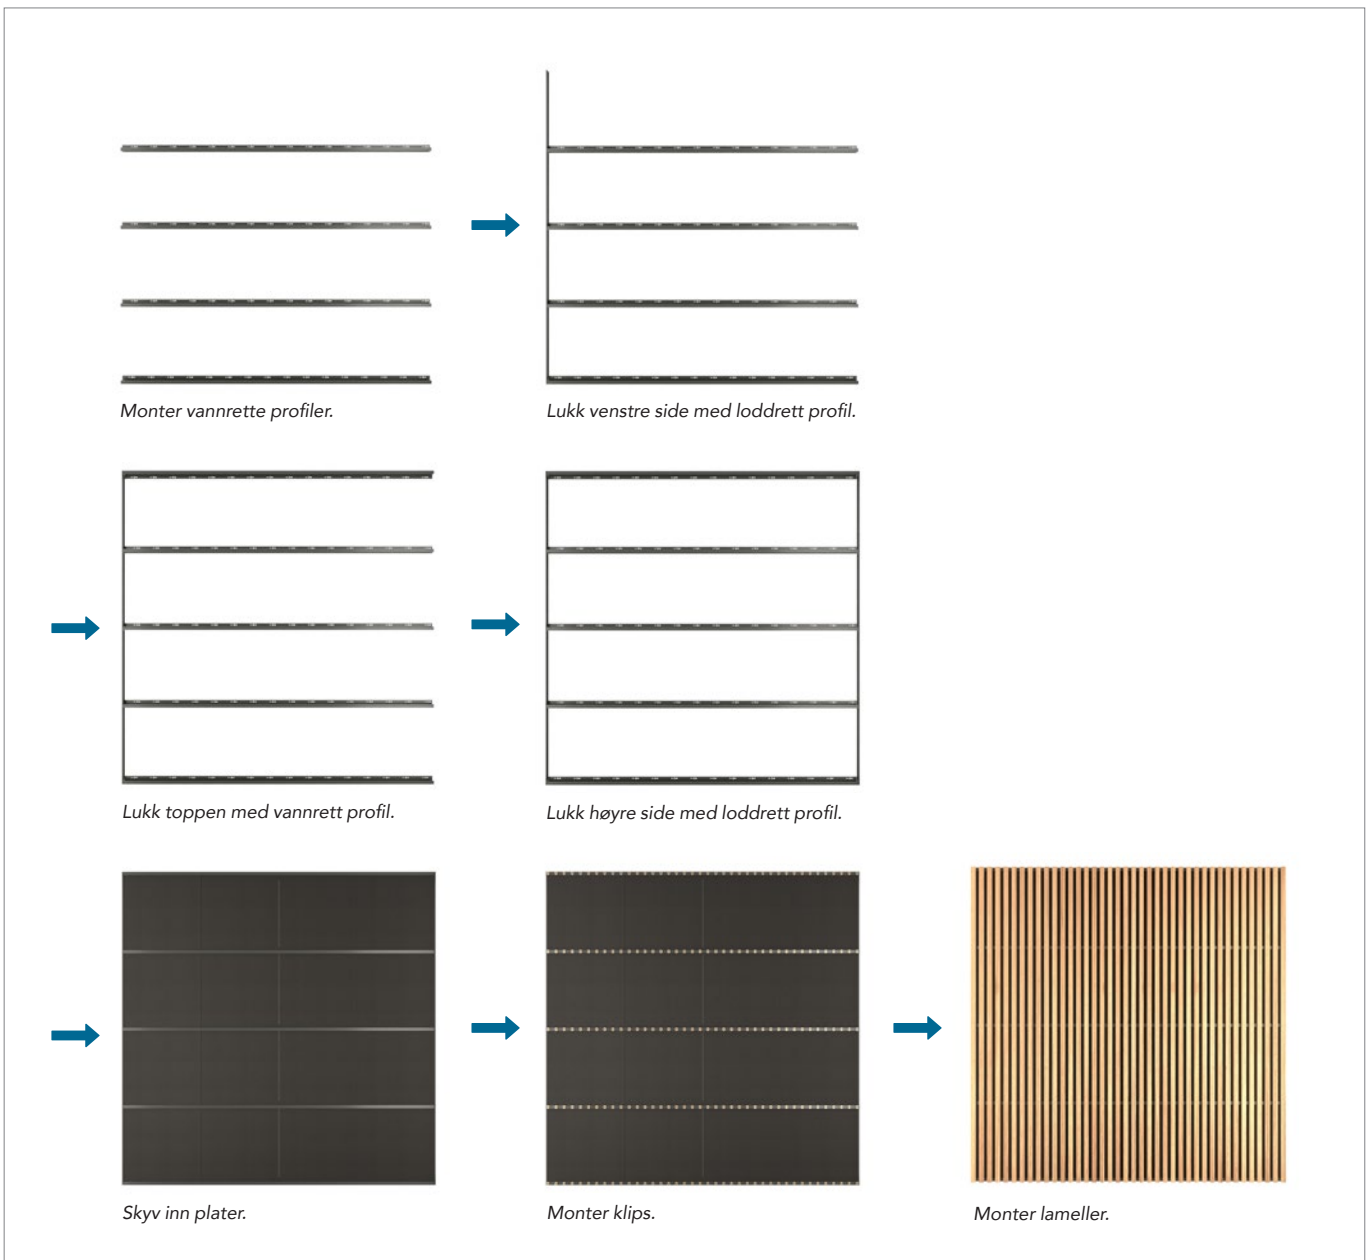 Monter vannrette profiler.
Lukk venstre side med loddrett profil.
Lukk toppen med vannrett profil.
Lukk høyre side med loddrett profil.
Skyv inn plater.
Monter klips.
Monter lameller.